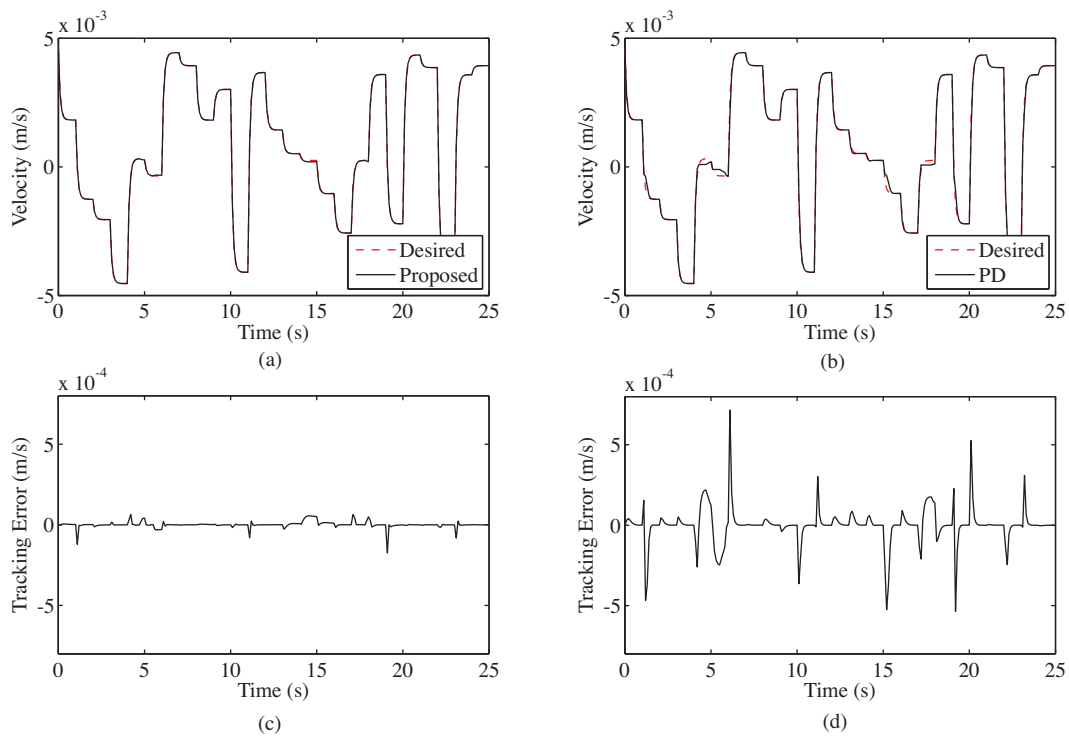 x 10-3
5
0
-5
Velocity (m/s)
Desired
Proposed
0 5 10 15 20 25
Time (s)
(a)
x 10-3
5
0
-5
Velocity (m/s)
Desired
PD
0 5 10 15 20 25
Time (s)
(b)
x 10-4
5
0
-5
Tracking Error (m/s)
0 5 10 15 20 25
Time (s)
(c)
x 10-4
5
0
-5
Tracking Error (m/s)
0 5 10 15 20 25
Time (s)
(d)